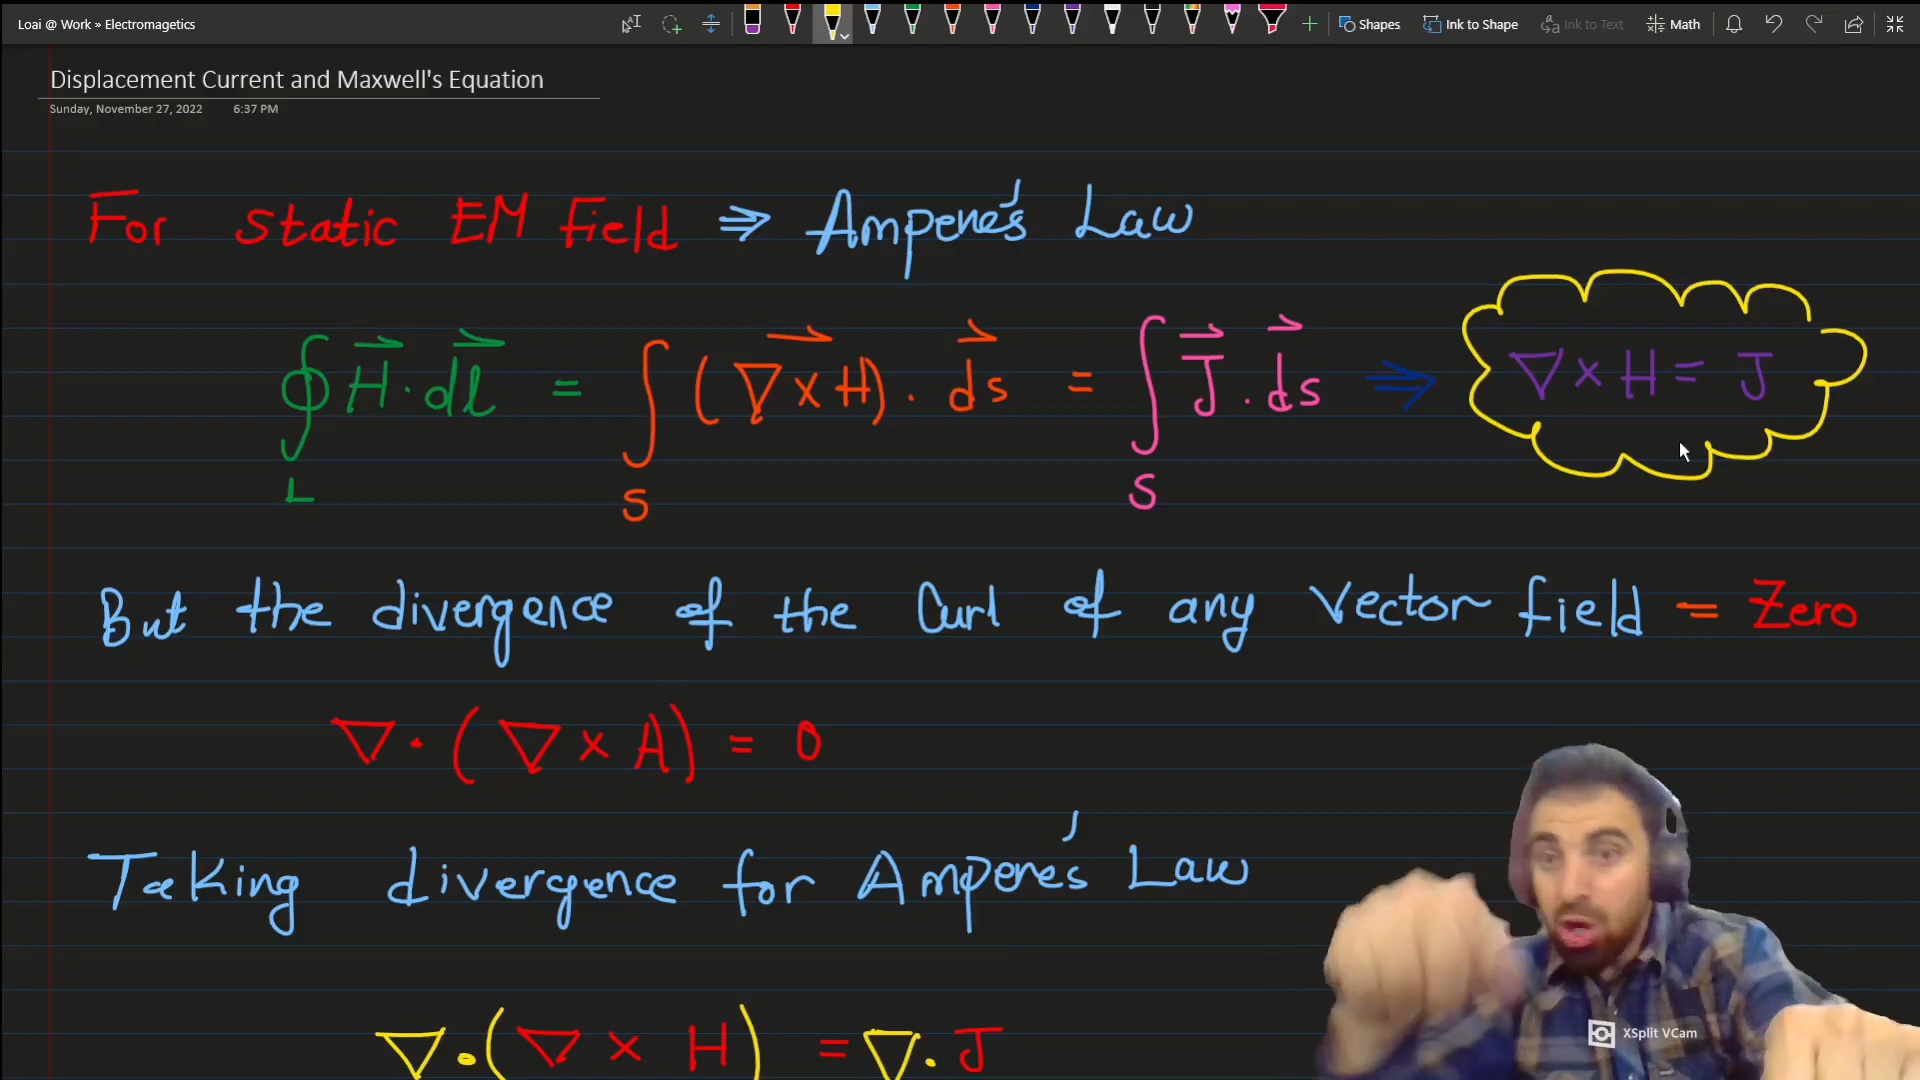 Loai @ Work » Electromagetics
Shapes Ink to Shape Ink to Text Math
Displacement Current and Maxwell's Equation
Sunday, November 27, 2022 6:37 PM
For static EM field ⇒ Ampere's Law
∮ H⃗ · dl⃗ = ∫ (∇×H)⃗ · ds⃗ = ∫ J⃗ · ds⃗ ⇒ ∇×H = J
L S S
But the divergence of the Curl of any Vector field = Zero
∇· (∇×A) = 0
Taking divergence for Ampere's Law
∇·(∇ × H) = ∇· J
XSplit VCam